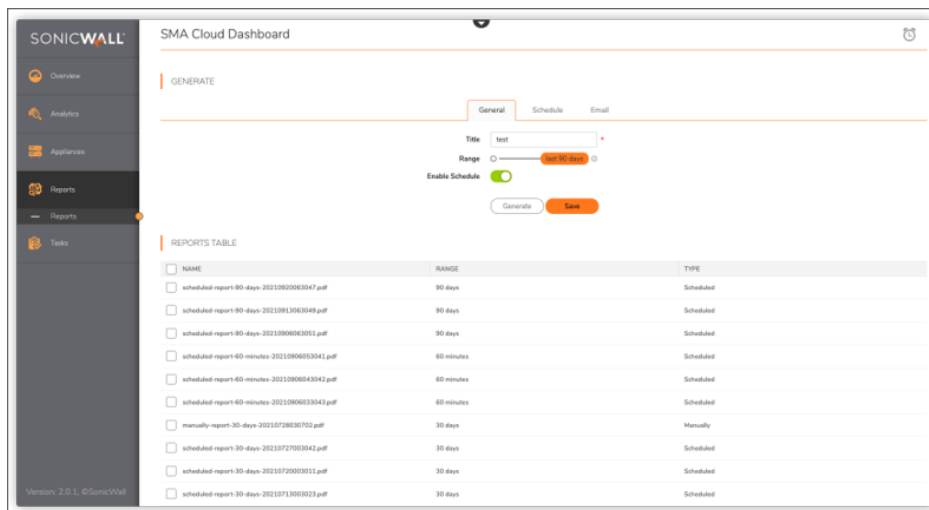 SONICWALL
SMA Cloud Dashboard
Overview
Analytics
Appliances
Reports
Reports
Tasks
Version: 2.0.1, ©SonicWall
GENERATE
General Schedule Email
Title test *
Range last 90 days
Enable Schedule
Generate Save
REPORTS TABLE
NAME RANGE TYPE
scheduled-report-90-days-20210920063047.pdf 90 days Scheduled
scheduled-report-90-days-20210913063049.pdf 90 days Scheduled
scheduled-report-90-days-20210906063051.pdf 90 days Scheduled
scheduled-report-60-minutes-20210906053041.pdf 60 minutes Scheduled
scheduled-report-60-minutes-20210906043042.pdf 60 minutes Scheduled
scheduled-report-60-minutes-20210906033043.pdf 60 minutes Scheduled
manually-report-30-days-20210728030702.pdf 30 days Manually
scheduled-report-30-days-20210727003042.pdf 30 days Scheduled
scheduled-report-30-days-20210720003011.pdf 30 days Scheduled
scheduled-report-30-days-20210713003023.pdf 30 days Scheduled